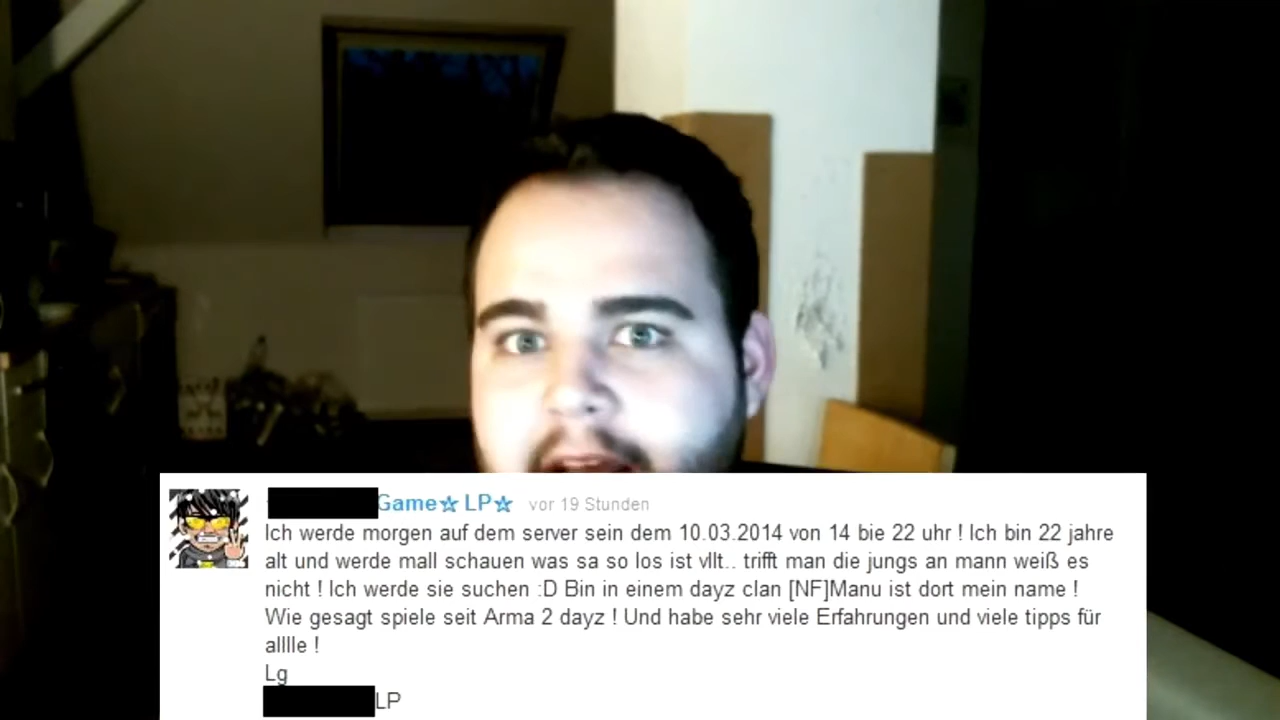 Game☆ LP☆ vor 19 Stunden
Ich werde morgen auf dem server sein dem 10.03.2014 von 14 bie 22 uhr ! Ich bin 22 jahre
alt und werde mall schauen was sa so los ist vllt.. trifft man die jungs an mann weiß es
nicht ! Ich werde sie suchen :D Bin in einem dayz clan [NF]Manu ist dort mein name !
Wie gesagt spiele seit Arma 2 dayz ! Und habe sehr viele Erfahrungen und viele tipps für
alllle !
Lg
LP